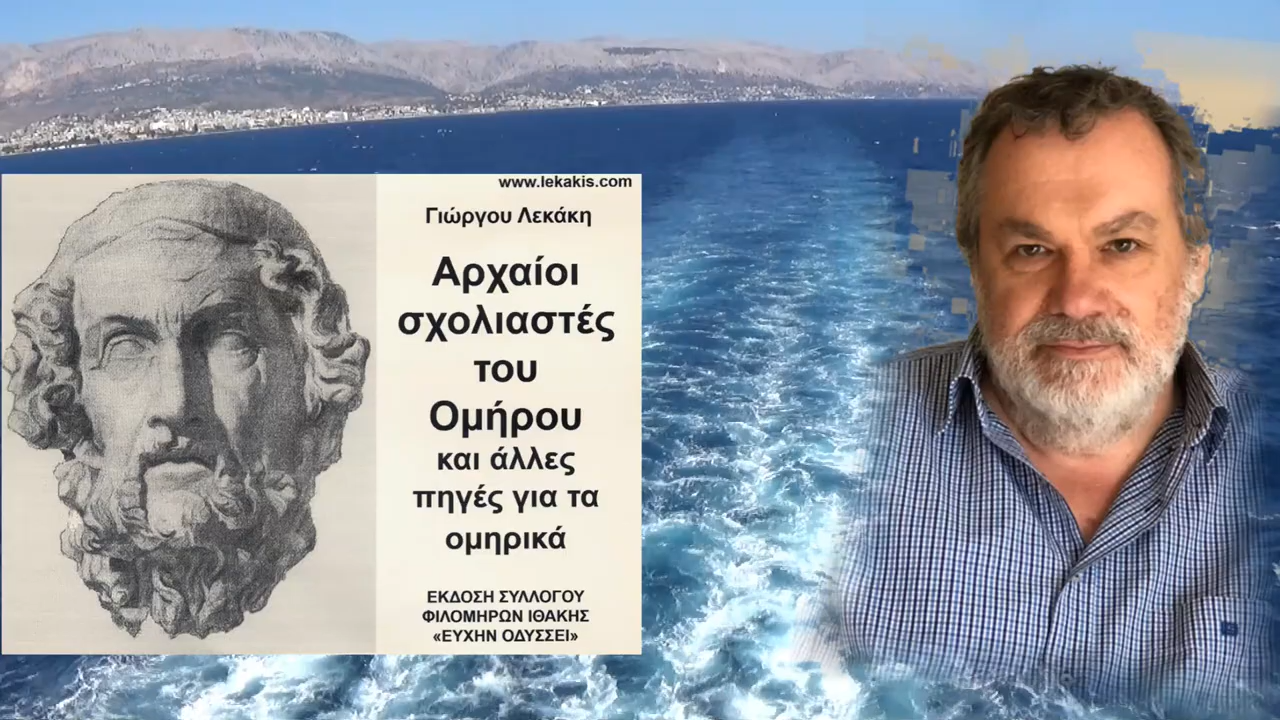 www.lekakis.com
Γιώργου Λεκάκη
Αρχαίοι
σχολιαστές
του
Ομήρου
και άλλες
πηγές για τα
ομηρικά
ΕΚΔΟΣΗ ΣΥΛΛΟΓΟΥ
ΦΙΛΟΜΗΡΩΝ ΙΘΑΚΗΣ
«ΕΥΧΗΝ ΟΔΥΣΣΕΙ»